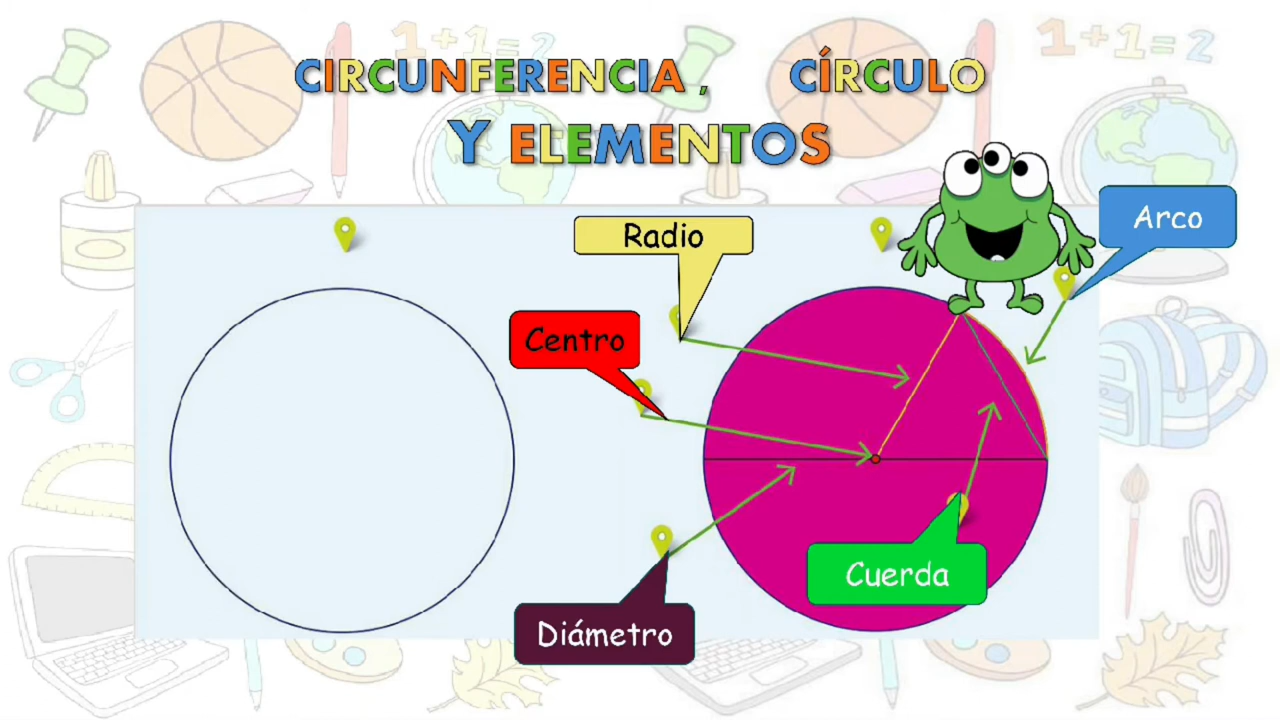 1+1=2
1+1=2
CIRCUNFERENCIA, CÍRCULO
Y ELEMENTOS
Radio
Arco
Centro
Cuerda
Diámetro